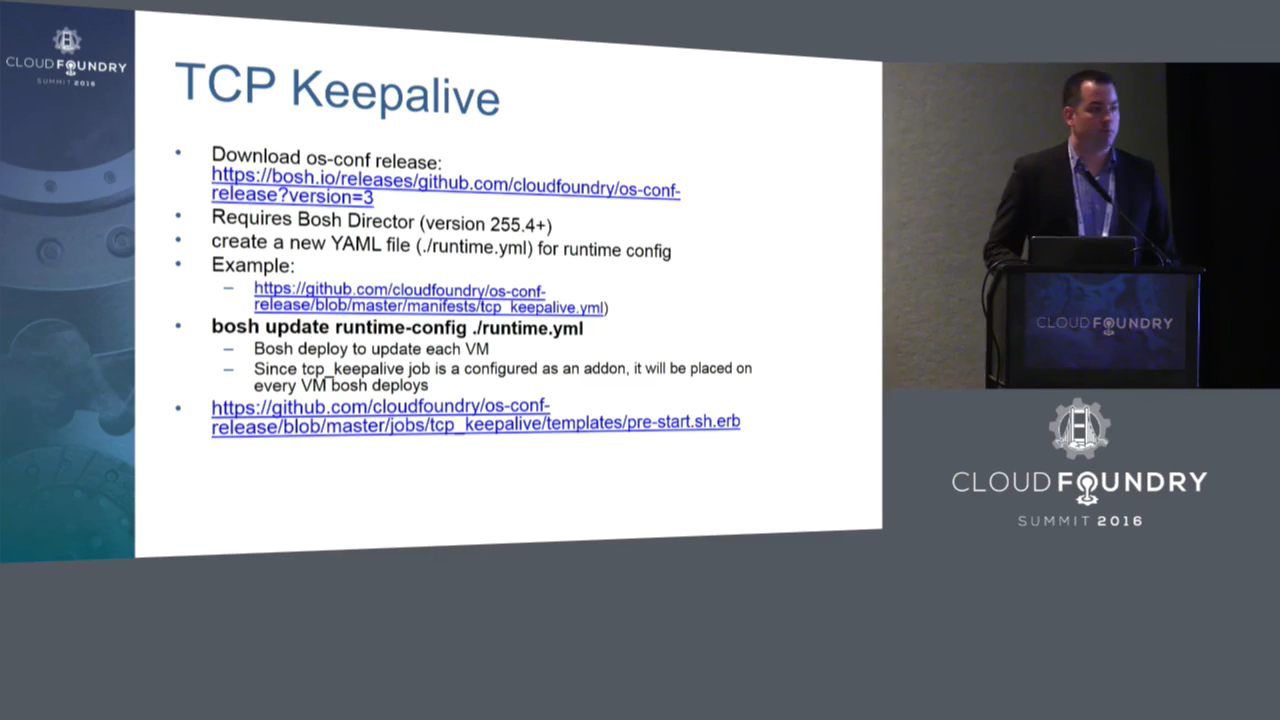 CLOUD FOUNDRY
SUMMIT 2016
TCP Keepalive
• Download os-conf release:
https://bosh.io/releases/github.com/cloudfoundry/os-conf-
release?version=3
• Requires Bosh Director (version 255.4+)
• create a new YAML file (./runtime.yml) for runtime config
• Example:
– https://github.com/cloudfoundry/os-conf-
release/blob/master/manifests/tcp_keepalive.yml)
• bosh update runtime-config ./runtime.yml
– Bosh deploy to update each VM
– Since tcp_keepalive job is a configured as an addon, it will be placed on
every VM bosh deploys
• https://github.com/cloudfoundry/os-conf-
release/blob/master/jobs/tcp_keepalive/templates/pre-start.sh.erb
CLOUD FOUNDRY
CLOUD FOUNDRY
SUMMIT 2016